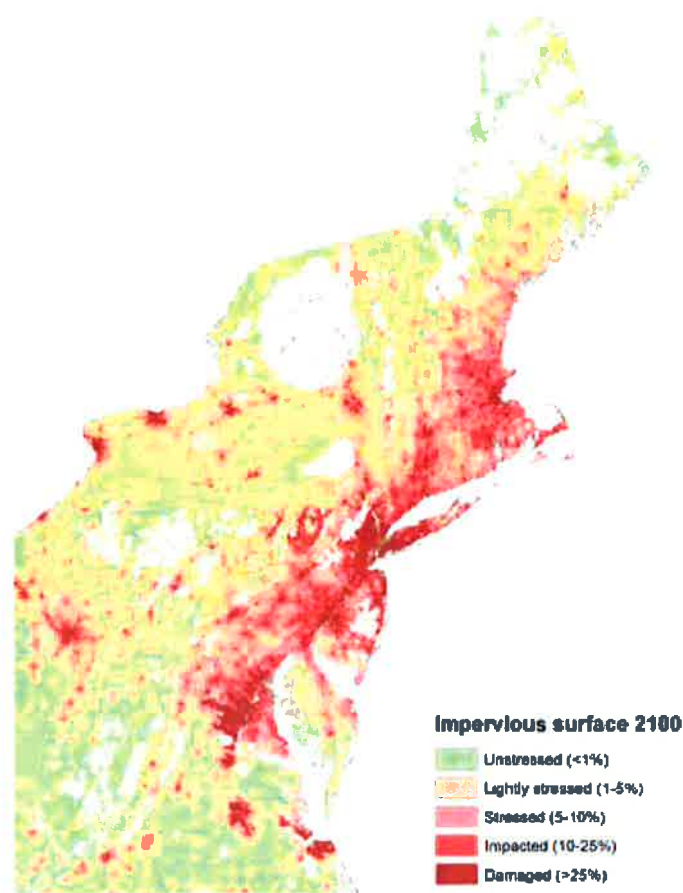 Impervious surface 2100
Unstressed (<1%)
Lightly stressed (1-5%)
Stressed (5-10%)
Impacted (10-25%)
Damaged (>25%)